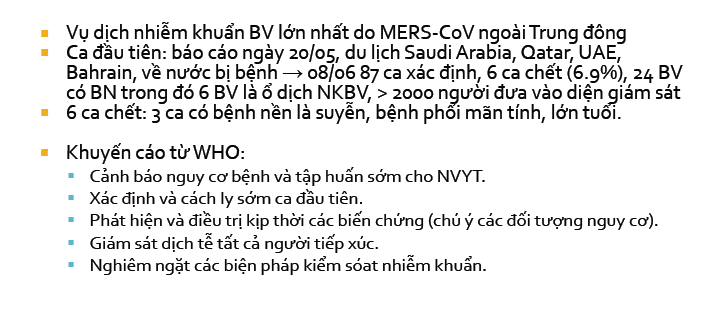 Vụ dịch nhiễm khuẩn BV lớn nhất do MERS-CoV ngoài Trung đông
Ca đầu tiên: báo cáo ngày 20/05, du lịch Saudi Arabia, Qatar, UAE,
Bahrain, về nước bị bệnh → 08/06 87 ca xác định, 6 ca chết (6.9%), 24 BV
có BN trong đó 6 BV là ổ dịch NKBV, > 2000 người đưa vào diện giám sát
6 ca chết: 3 ca có bệnh nền là suyễn, bệnh phổi mãn tính, lớn tuổi.
Khuyến cáo từ WHO:
Cảnh báo nguy cơ bệnh và tập huấn sớm cho NVYT.
Xác định và cách ly sớm ca đầu tiên.
Phát hiện và điều trị kịp thời các biến chứng (chú ý các đối tượng nguy cơ).
Giám sát dịch tễ tất cả người tiếp xúc.
Nghiêm ngặt các biện pháp kiểm sóat nhiễm khuẩn.